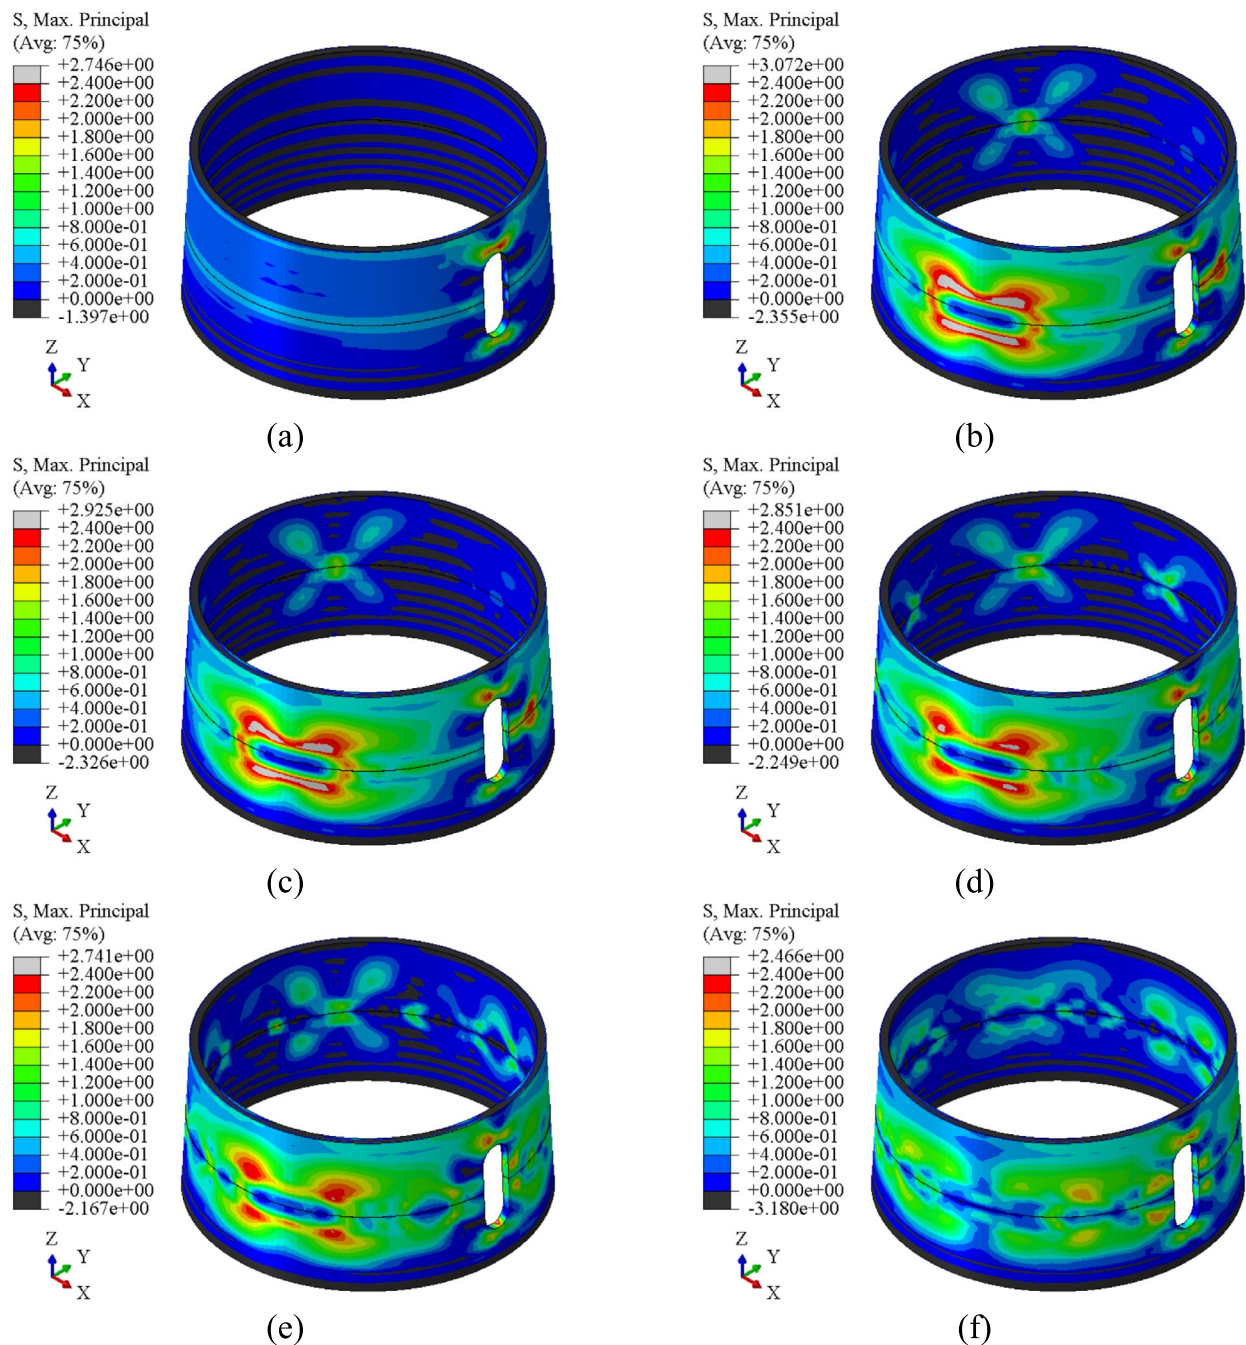 S, Max. Principal
(Avg: 75%)
+2.746e+00
+2.400e+00
+2.200e+00
+2.000e+00
+1.800e+00
+1.600e+00
+1.400e+00
+1.200e+00
+1.000e+00
+8.000e-01
+6.000e-01
+4.000e-01
+2.000e-01
+0.000e+00
-1.397e+00
Z
Y
X
(a)
S, Max. Principal
(Avg: 75%)
+3.072e+00
+2.400e+00
+2.200e+00
+2.000e+00
+1.800e+00
+1.600e+00
+1.400e+00
+1.200e+00
+1.000e+00
+8.000e-01
+6.000e-01
+4.000e-01
+2.000e-01
+0.000e+00
-2.355e+00
Z
Y
X
(b)
S, Max. Principal
(Avg: 75%)
+2.925e+00
+2.400e+00
+2.200e+00
+2.000e+00
+1.800e+00
+1.600e+00
+1.400e+00
+1.200e+00
+1.000e+00
+8.000e-01
+6.000e-01
+4.000e-01
+2.000e-01
+0.000e+00
-2.326e+00
Z
Y
X
(c)
S, Max. Principal
(Avg: 75%)
+2.851e+00
+2.400e+00
+2.200e+00
+2.000e+00
+1.800e+00
+1.600e+00
+1.400e+00
+1.200e+00
+1.000e+00
+8.000e-01
+6.000e-01
+4.000e-01
+2.000e-01
+0.000e+00
-2.249e+00
Z
Y
X
(d)
S, Max. Principal
(Avg: 75%)
+2.741e+00
+2.400e+00
+2.200e+00
+2.000e+00
+1.800e+00
+1.600e+00
+1.400e+00
+1.200e+00
+1.000e+00
+8.000e-01
+6.000e-01
+4.000e-01
+2.000e-01
+0.000e+00
-2.167e+00
Z
Y
X
(e)
S, Max. Principal
(Avg: 75%)
+2.466e+00
+2.400e+00
+2.200e+00
+2.000e+00
+1.800e+00
+1.600e+00
+1.400e+00
+1.200e+00
+1.000e+00
+8.000e-01
+6.000e-01
+4.000e-01
+2.000e-01
+0.000e+00
-3.180e+00
Z
Y
X
(f)